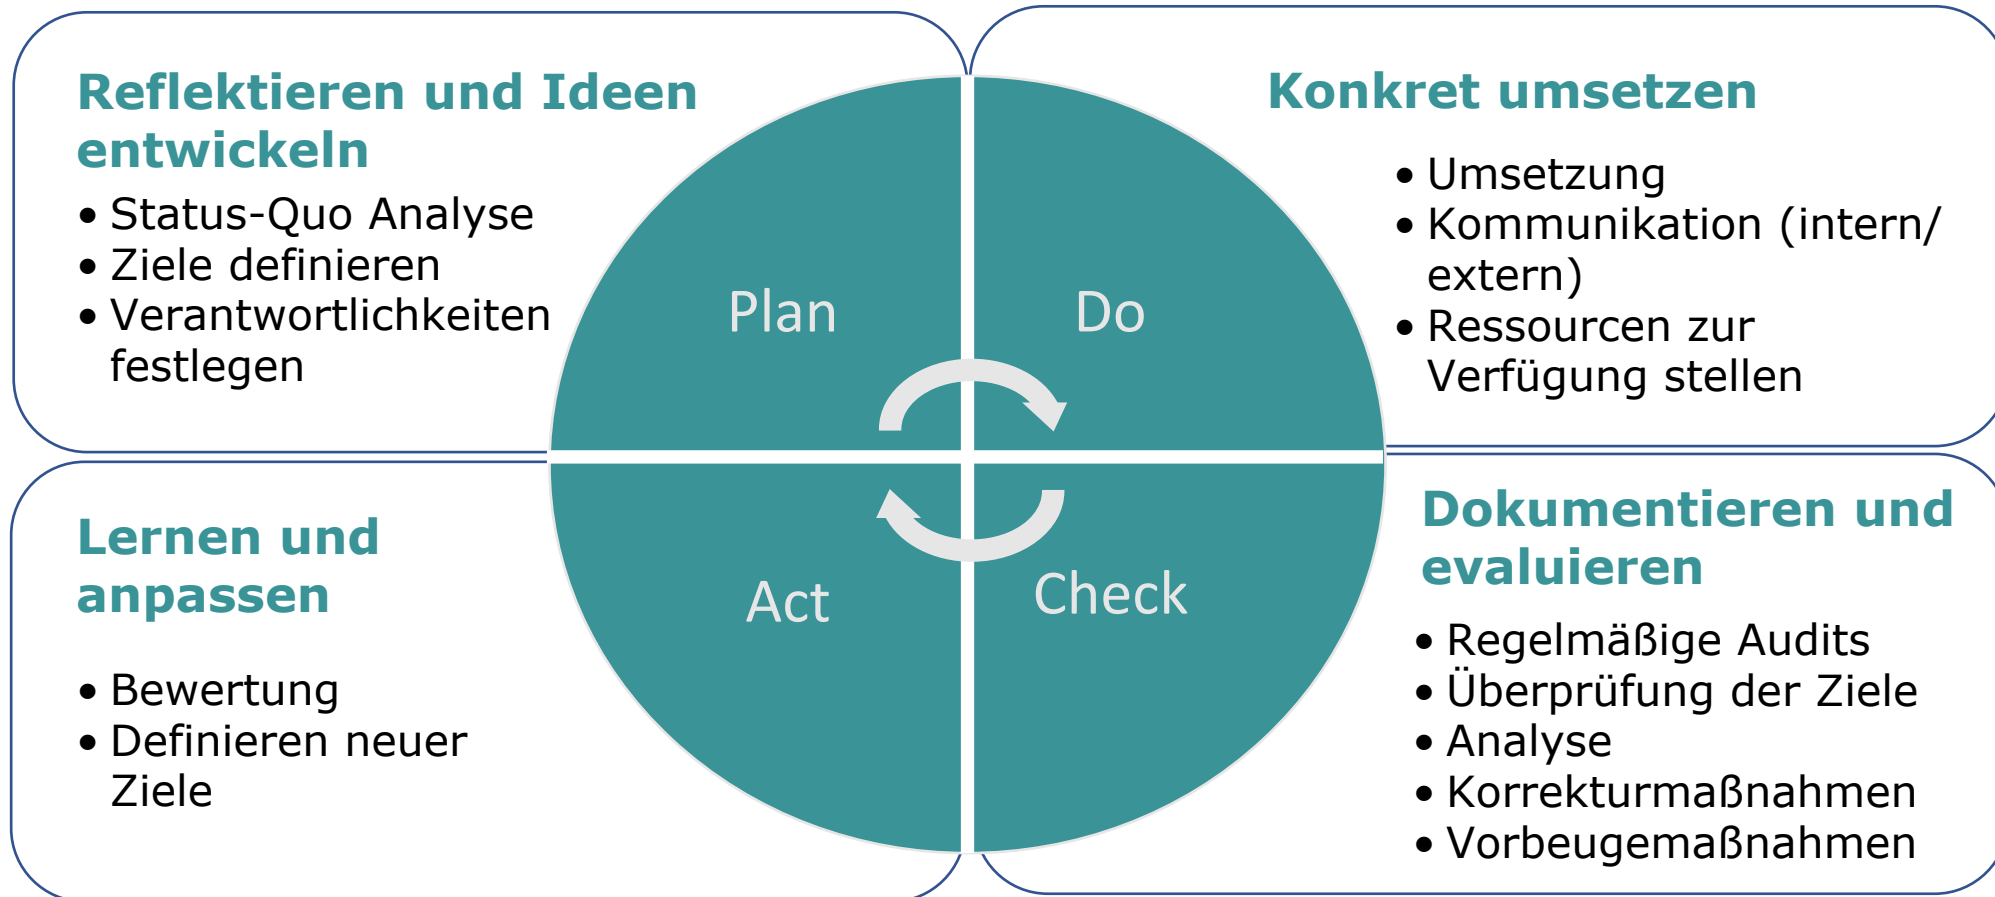 Reflektieren und Ideen
entwickeln
• Status-Quo Analyse
• Ziele definieren
• Verantwortlichkeiten
festlegen
Plan
Do
Konkret umsetzen
• Umsetzung
• Kommunikation (intern/
extern)
• Ressourcen zur
Verfügung stellen
Lernen und
anpassen
• Bewertung
• Definieren neuer
Ziele
Act
Check
Dokumentieren und
evaluieren
• Regelmäßige Audits
• Überprüfung der Ziele
• Analyse
• Korrekturmaßnahmen
• Vorbeugemaßnahmen